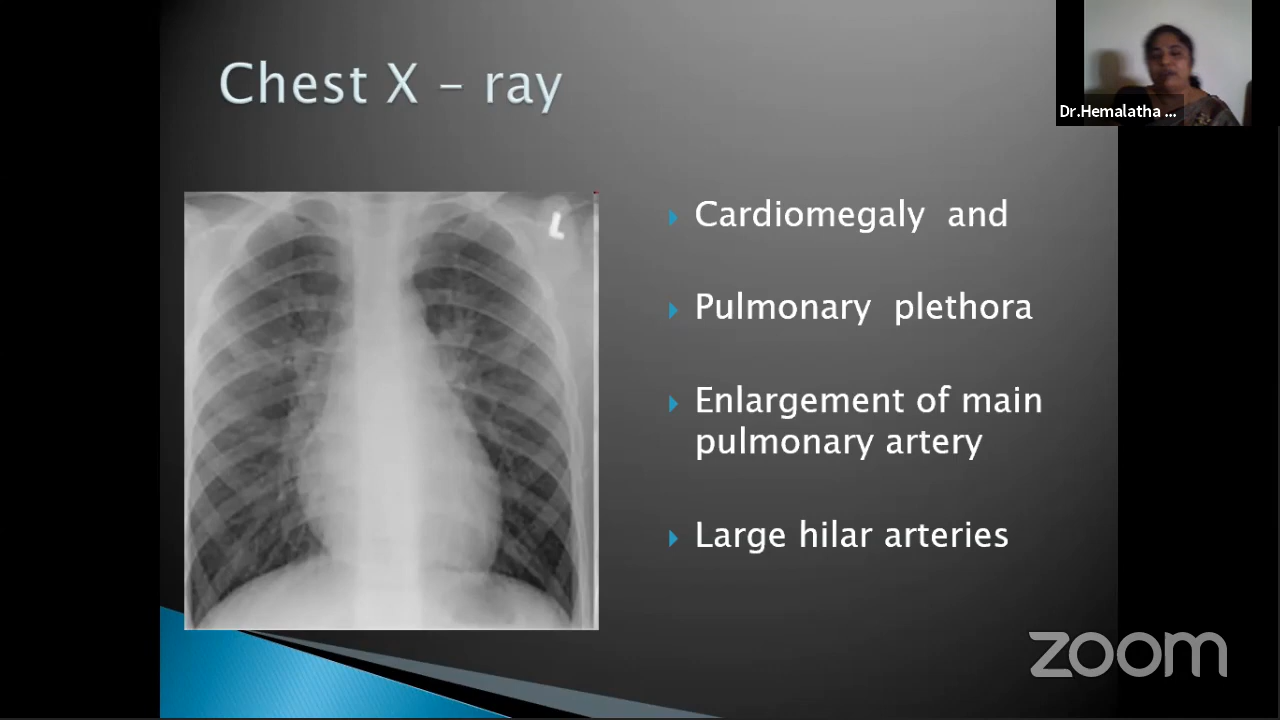 Chest X - ray
Dr.Hemalatha ...
L
Cardiomegaly and
Pulmonary plethora
Enlargement of main
pulmonary artery
Large hilar arteries
zoom